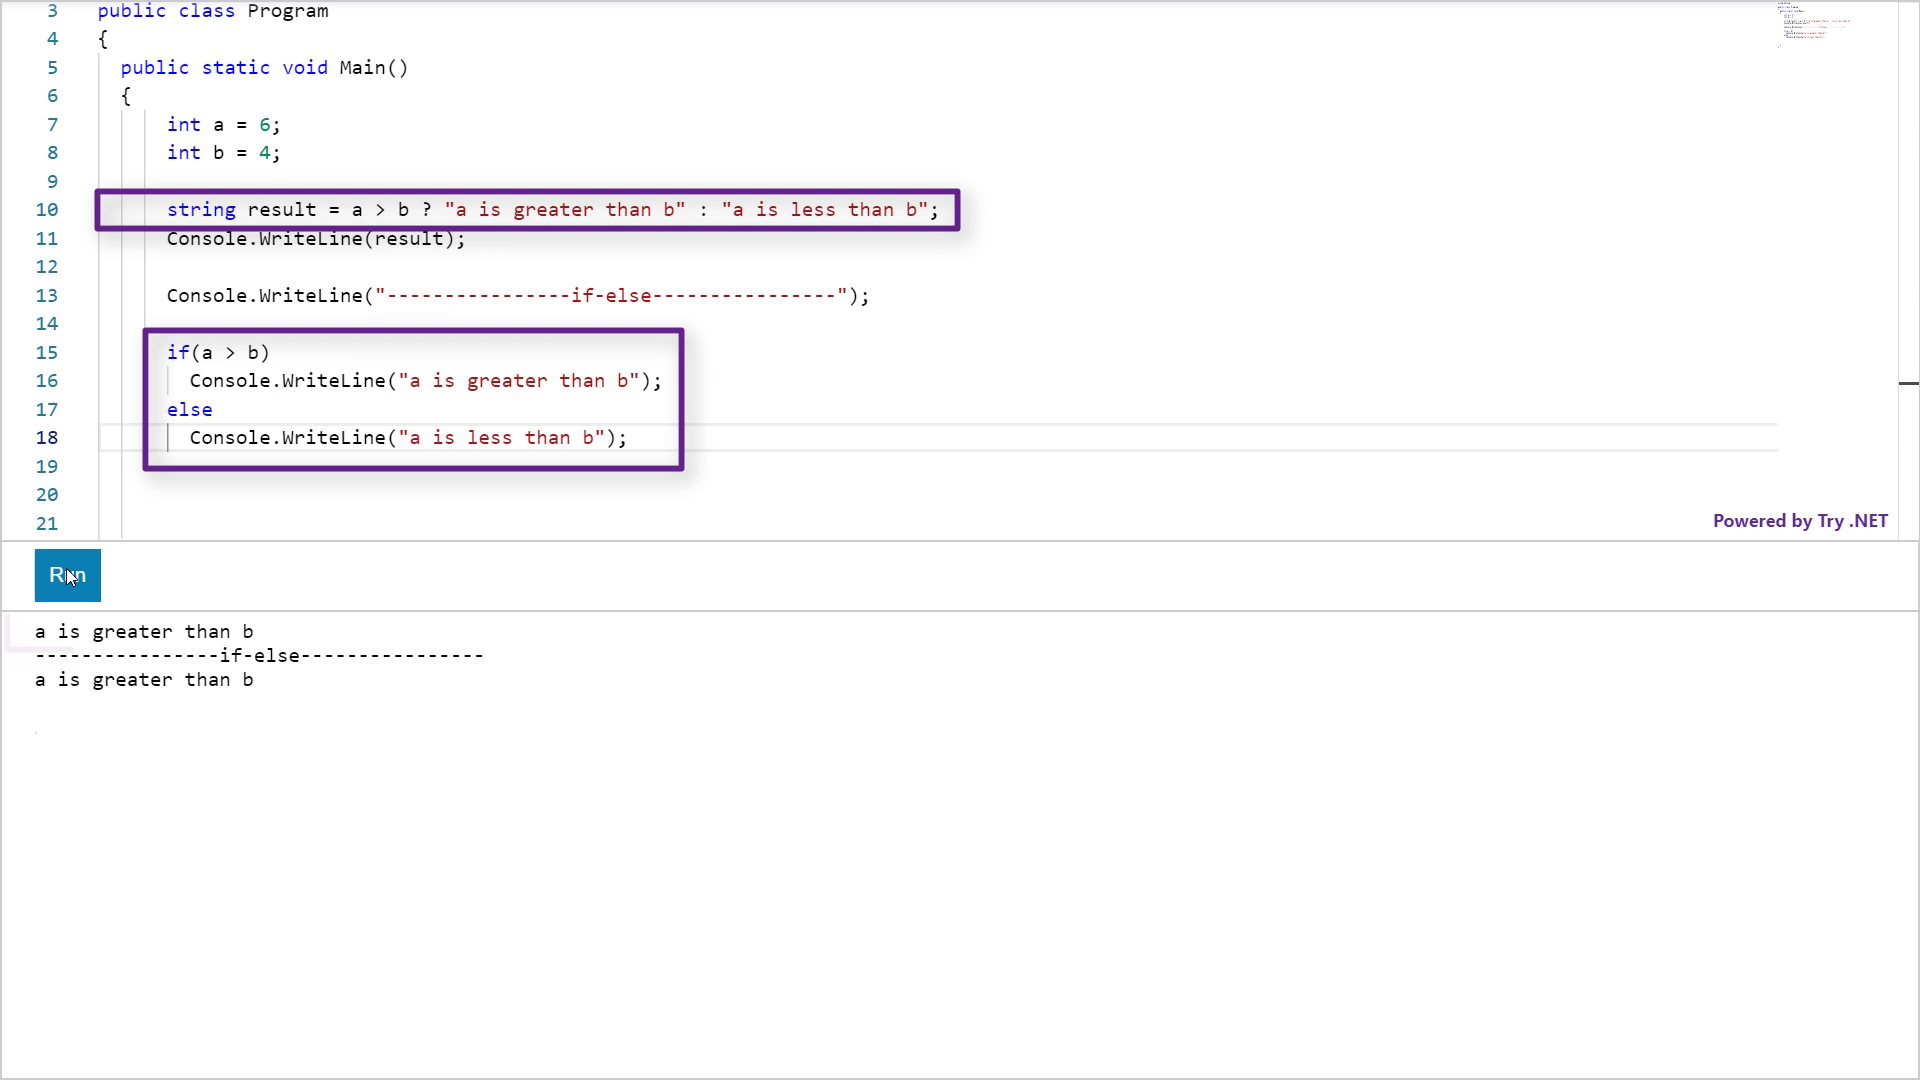 3 public class Program
4 {
5 public static void Main()
6 {
7 int a = 6;
8 int b = 4;
9
10 string result = a > b ? "a is greater than b" : "a is less than b";
11 Console.WriteLine(result);
12
13 Console.WriteLine("----------------if-else----------------");
14
15 if(a > b)
16 Console.WriteLine("a is greater than b");
17 else
18 Console.WriteLine("a is less than b");
19
20
21
Powered by Try .NET
Run
a is greater than b
----------------if-else----------------
a is greater than b